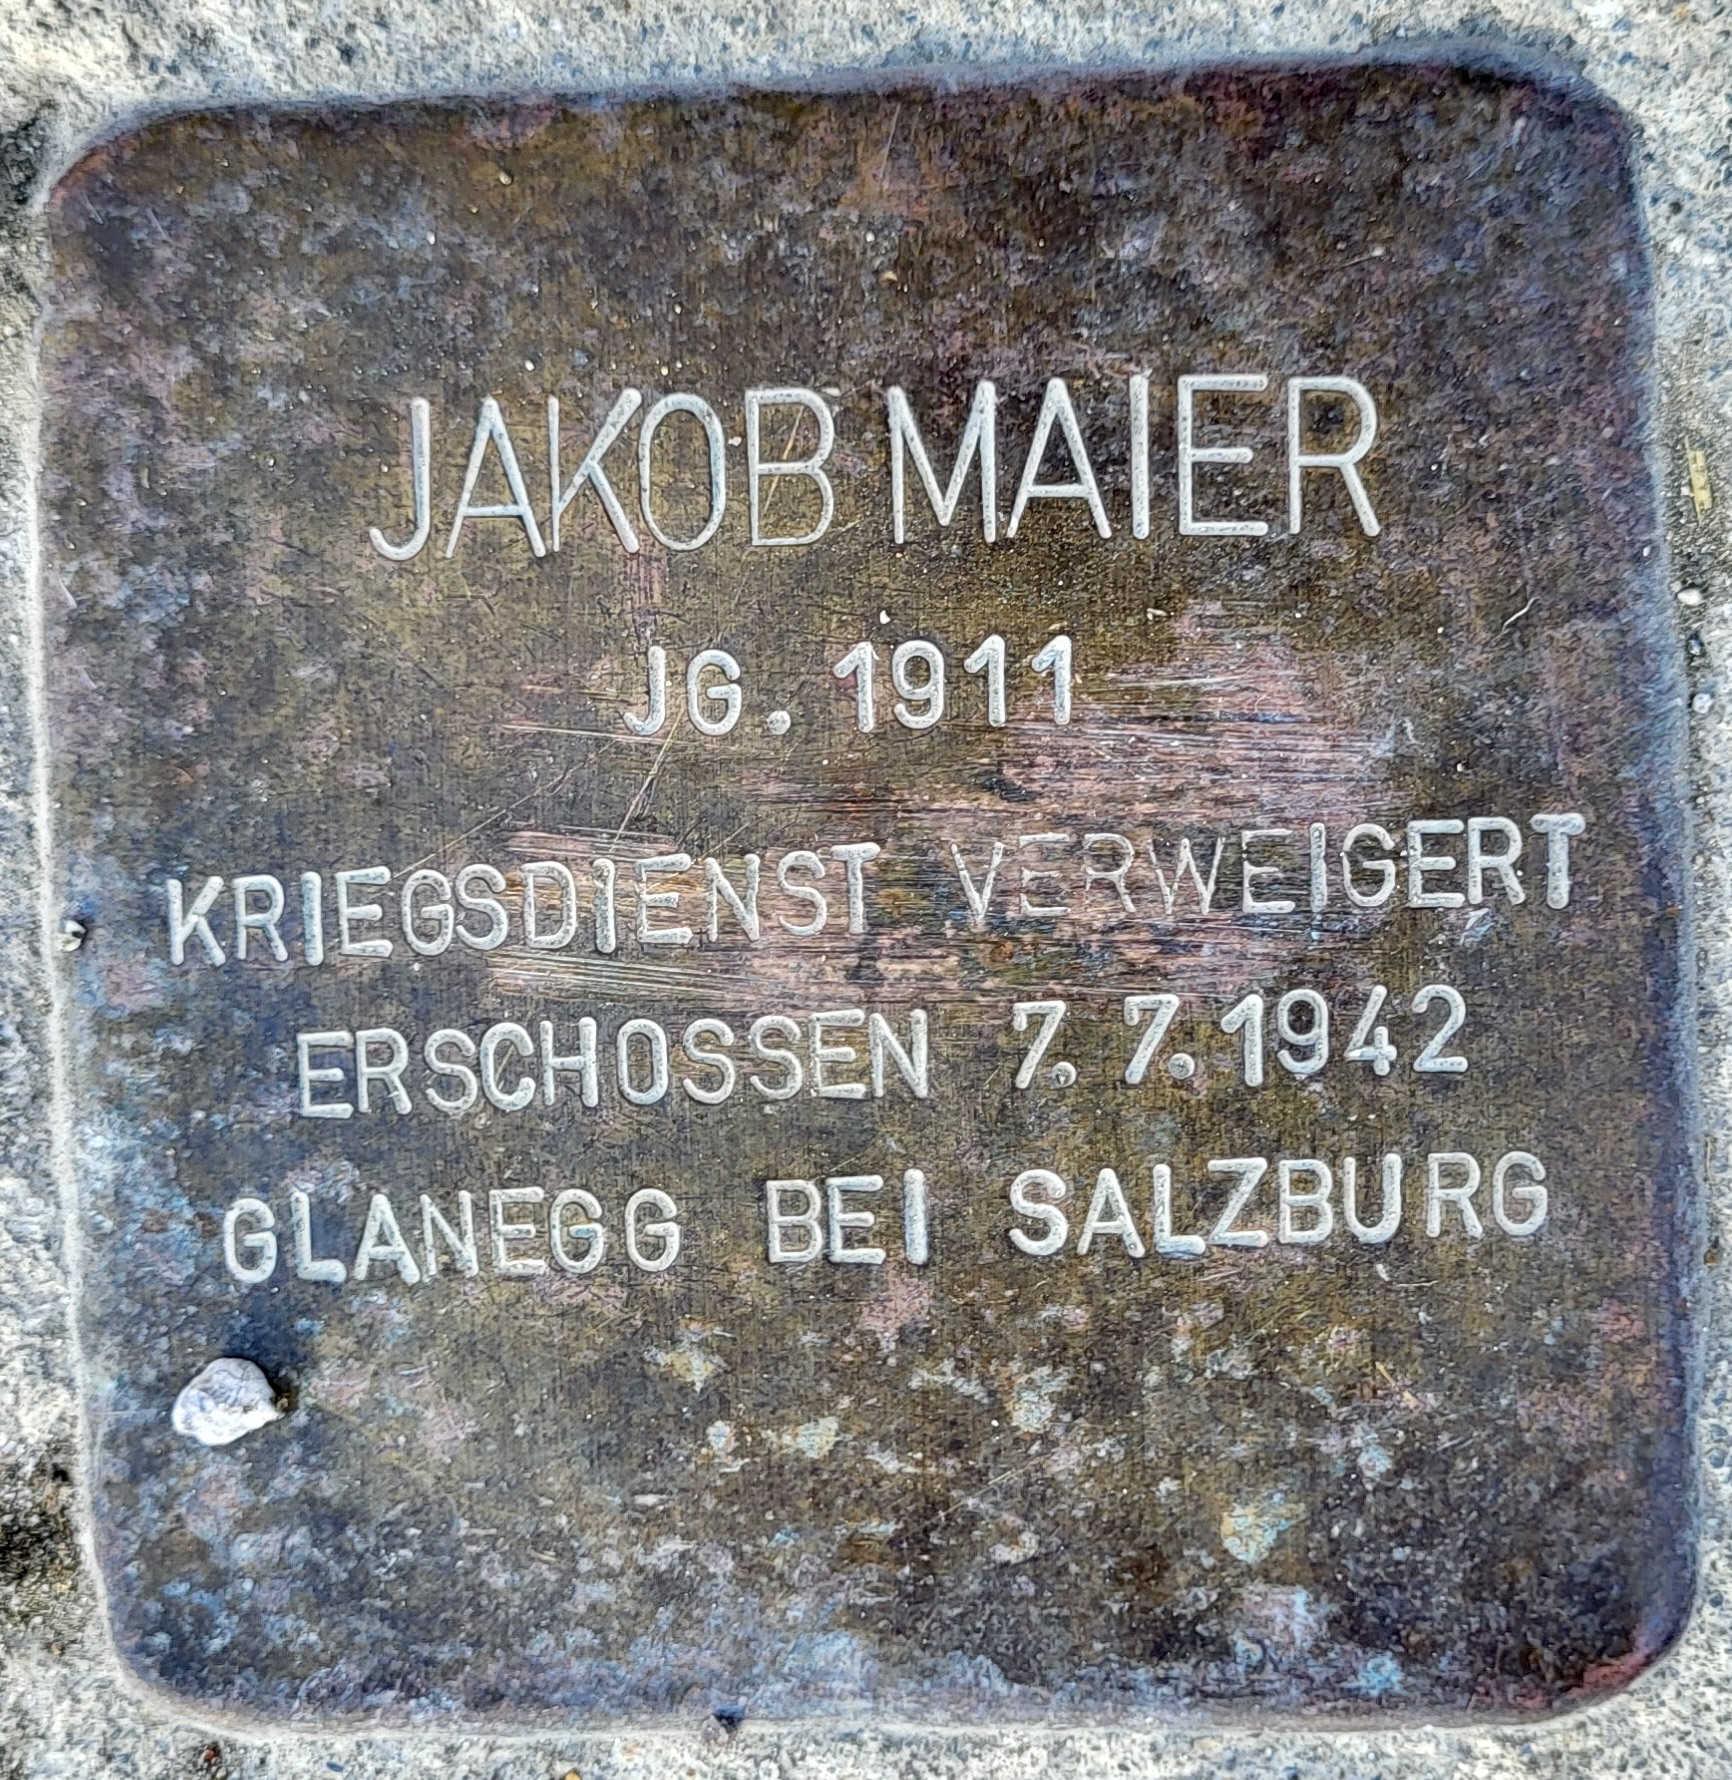 JAKOB MAIER
JG. 1911
KRIEGSDIENST VERWEIGERT
ERSCHOSSEN 7.7.1942
GLANEGG BEI SALZBURG